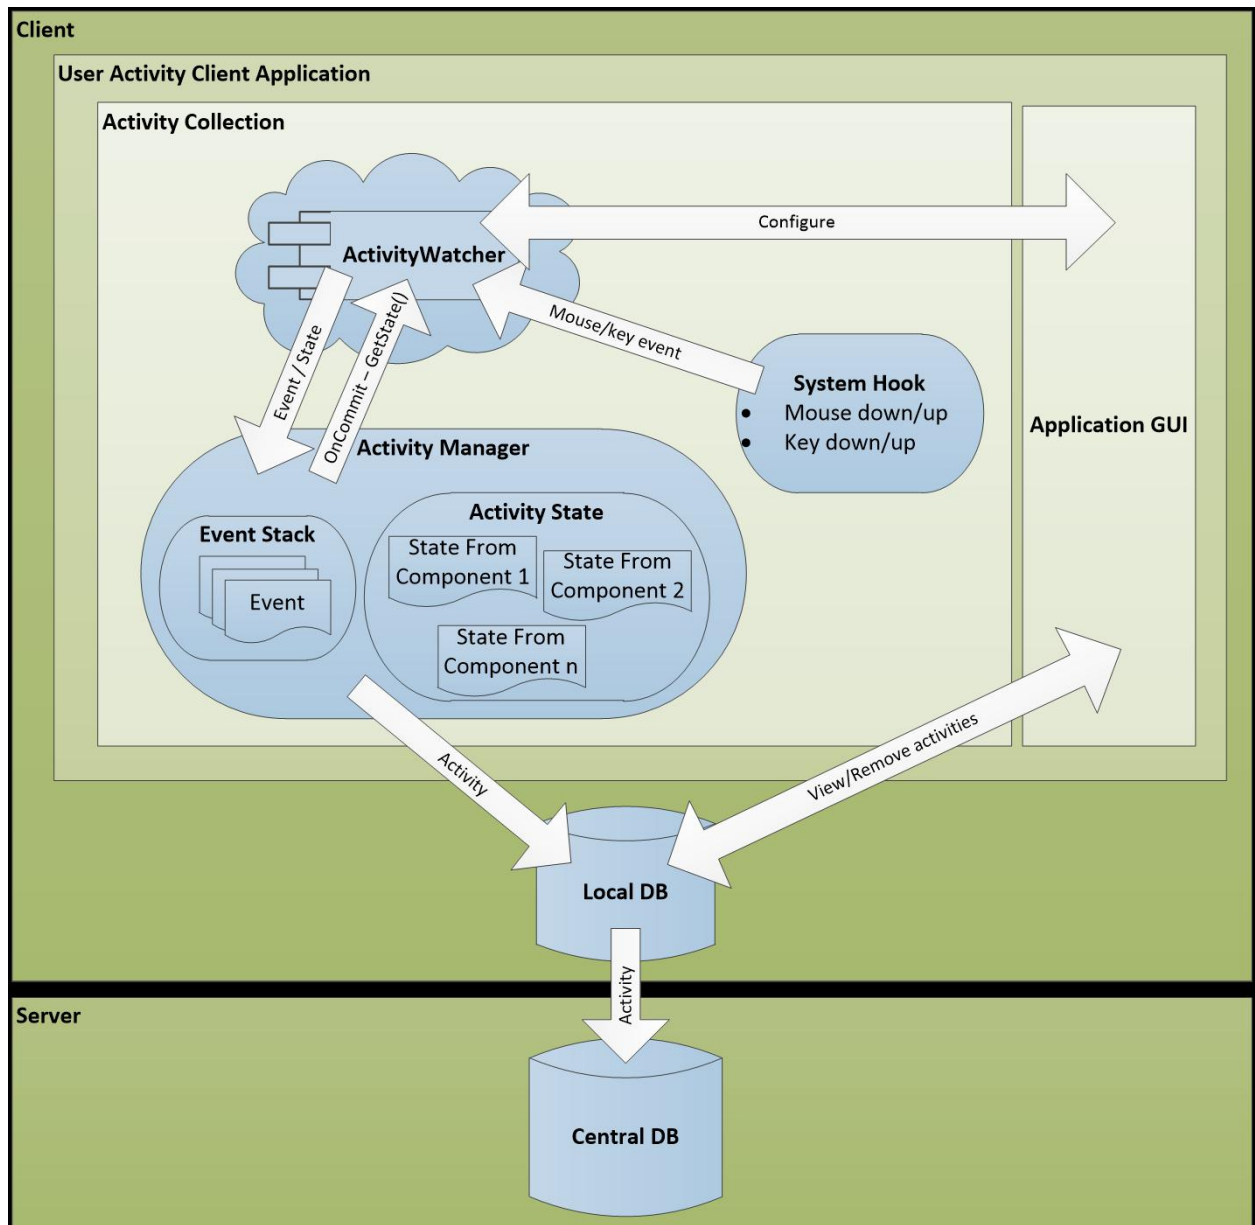 Client
User Activity Client Application
Activity Collection
Configure
ActivityWatcher
Mouse/key event
Event / State
OnCommit – GetState()
System Hook
• Mouse down/up
• Key down/up
Application GUI
Activity Manager
Activity State
Event Stack
State From
Component 1
State From
Component 2
Event
State From
Component n
Activity
View/Remove activities
Local DB
Activity
Server
Central DB